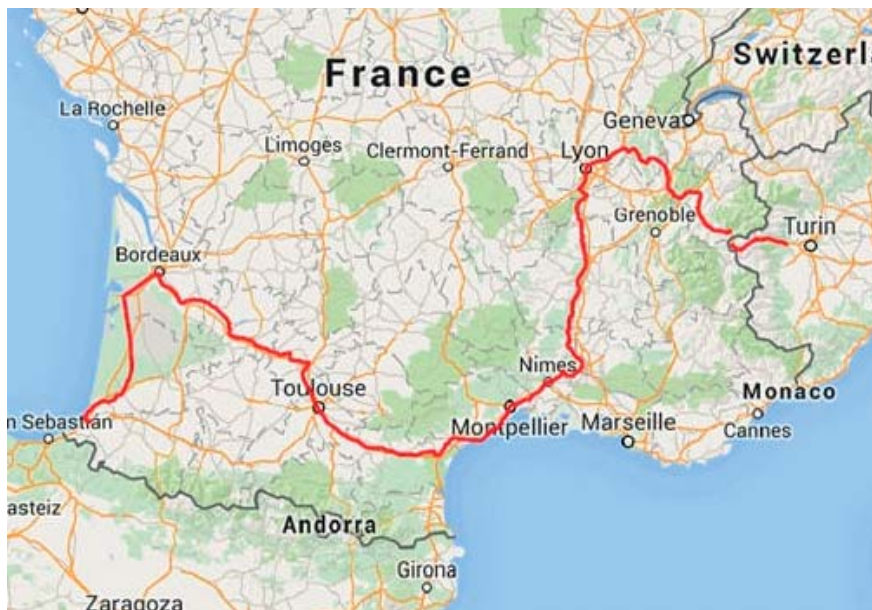 Switzerla
France
Geneva
La Rochelle
Limoges
Clermont-Ferrand
Lyon
Grenoble
Turin
Bordeaux
Nimes
Toulouse
Montpellier
Marseille
Monaco
Cannes
n Sebastián
asteiz
Andorra
Girona
Zaragoza